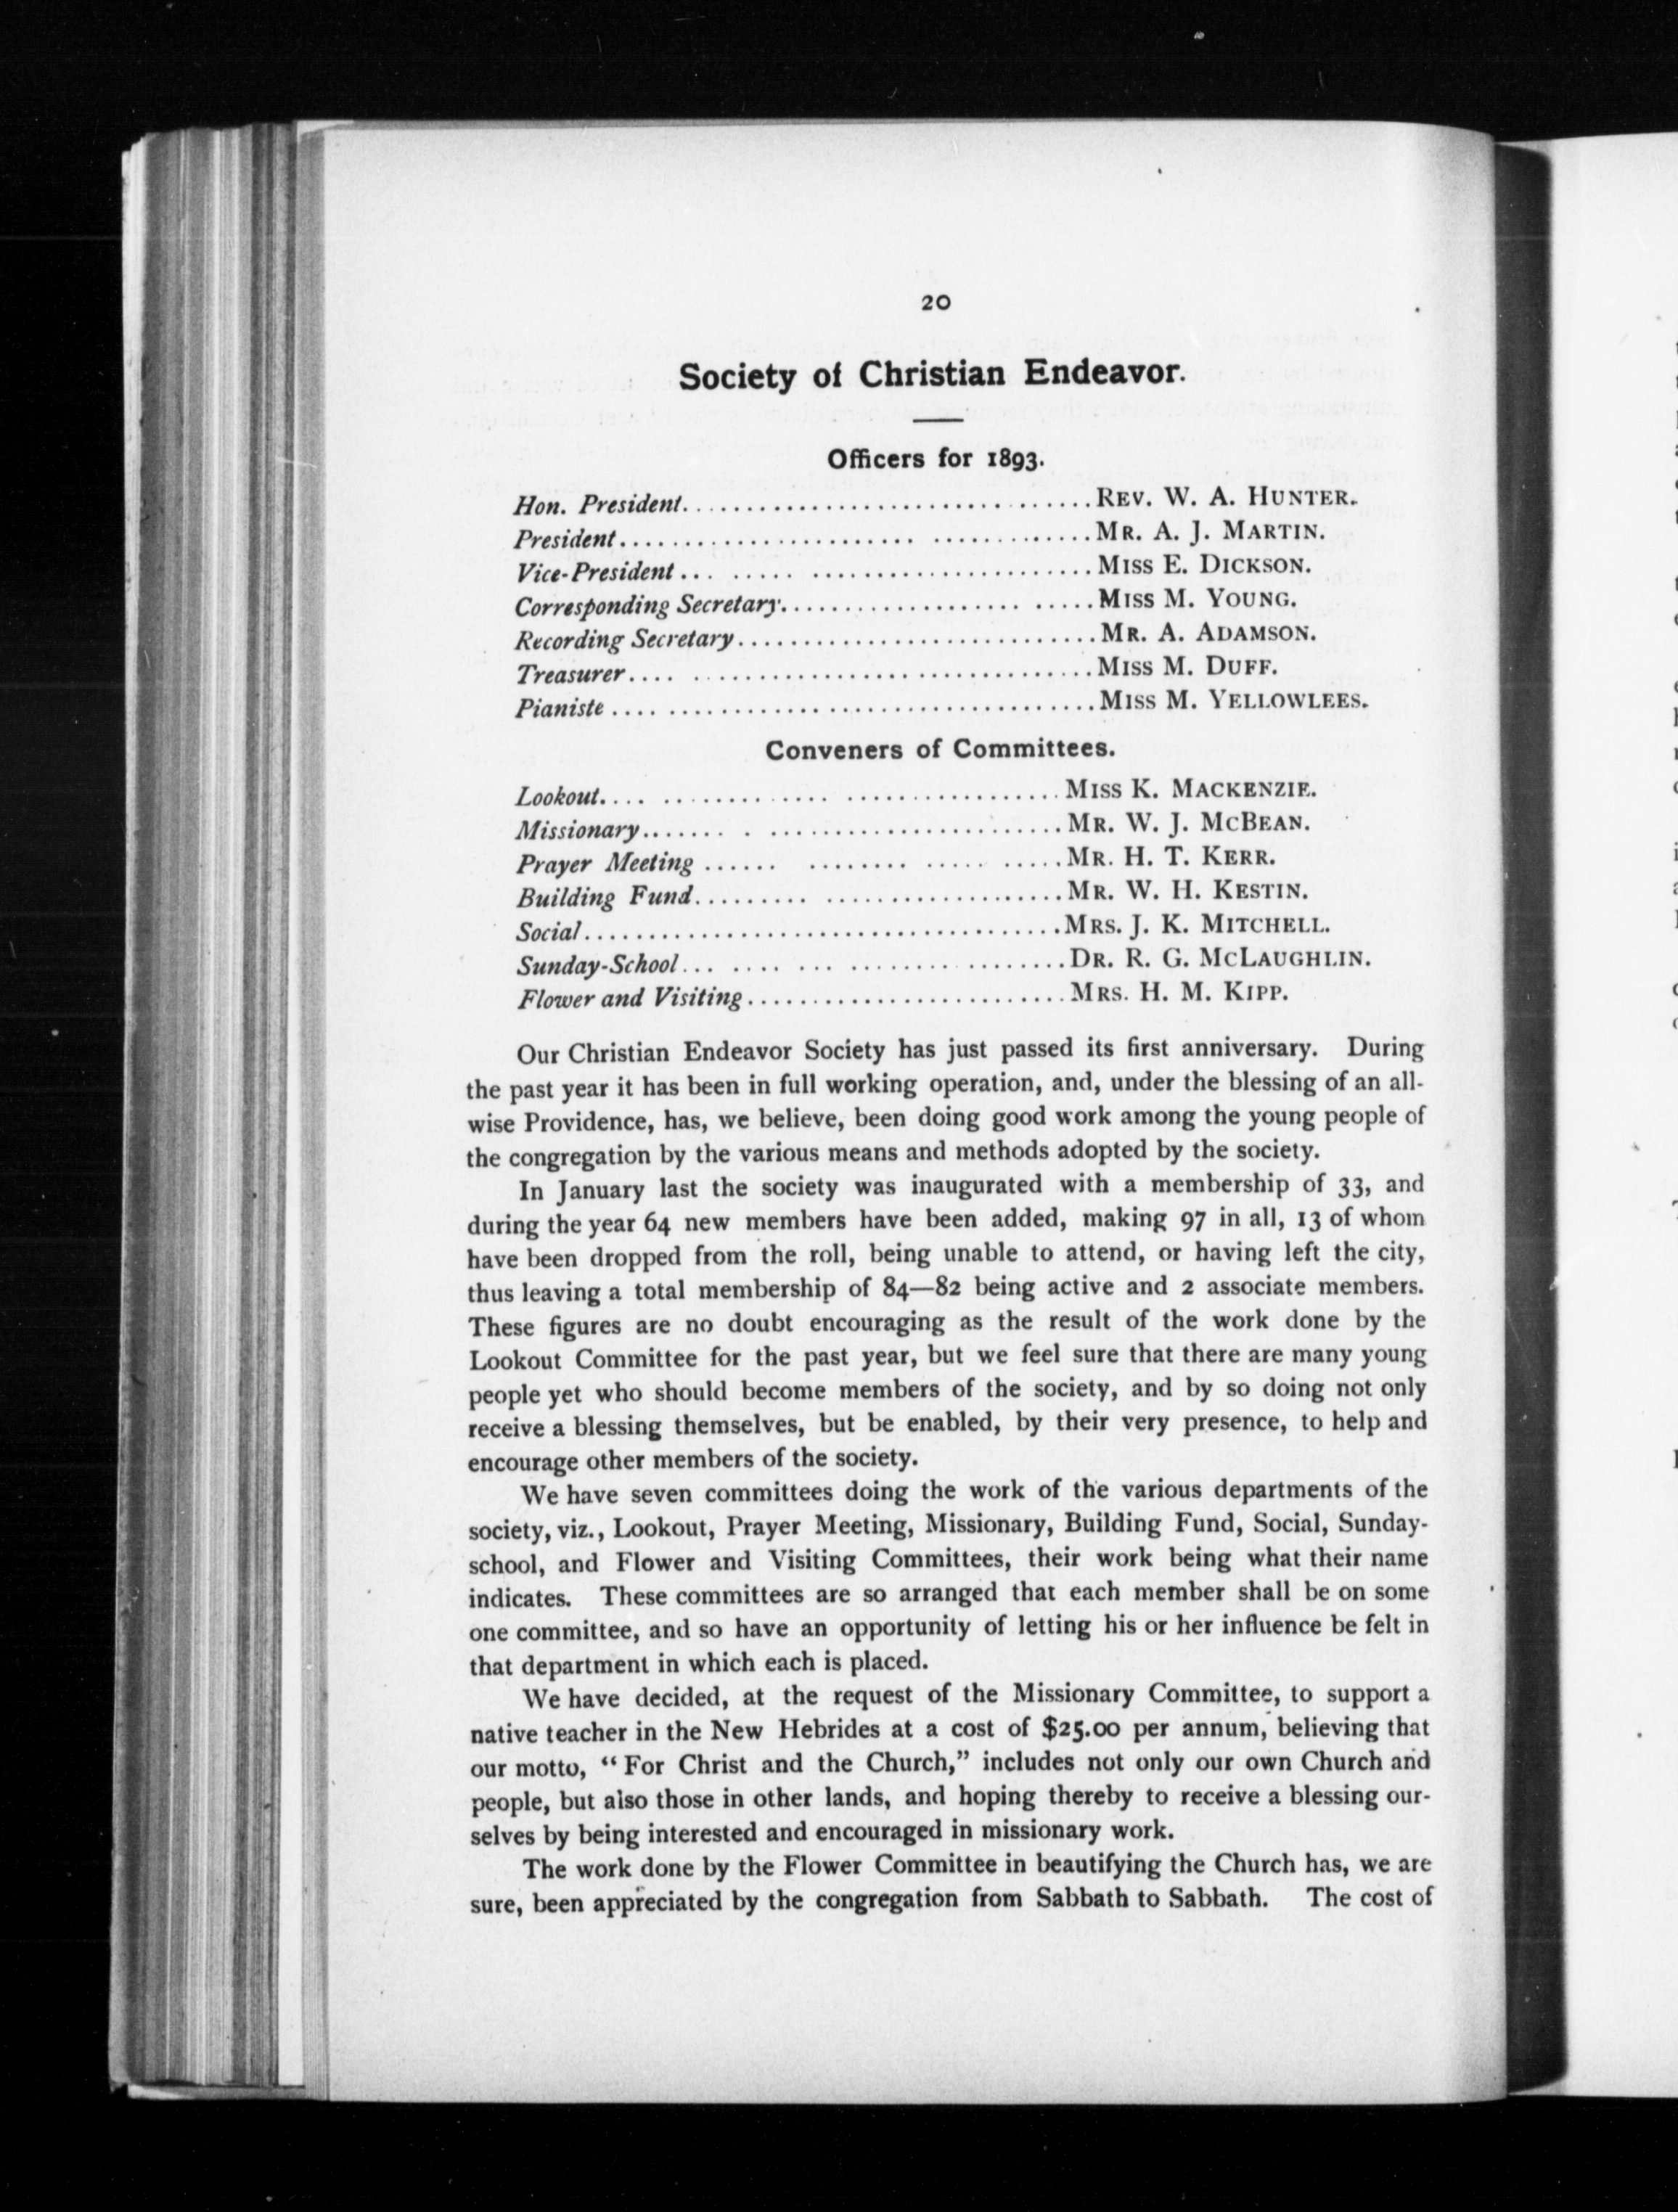 20
Society of Christian Endeavor.
Officers for 1893.
Hon. President................................REV. W. A. HUNTER.
President....................................MR. A. J. MARTIN.
Vice-President... ..... ......................MISS E. DICKSON.
Corresponding Secretary................... .....MISS M. YOUNG.
Recording Secretary............................MR. A. ADAMSON.
Treasurer.... ...............................MISS M. DUFF.
Pianiste.... .................................MISS M. YELLOWLEES.
Conveners of Committees.
Lookout.... ............. .................MISS K. MACKENZIE.
Missionary....... . .......................MR. W. J. MCBEAN.
Prayer Meeting ...... ........ ..... .....MR. H. T. KERR.
Building Fund......... ...................MR. W. H. KESTIN.
Social.....................................MRS. J. K. MITCHELL.
Sunday-School... .... ... .................DR. R. G. MCLAUGHLIN.
Flower and Visiting.........................MRS. H. M. KIPP.
Our Christian Endeavor Society has just passed its first anniversary. During
the past year it has been in full working operation, and, under the blessing of an all-
wise Providence, has, we believe, been doing good work among the young people of
the congregation by the various means and methods adopted by the society.
In January last the society was inaugurated with a membership of 33, and
during the year 64 new members have been added, making 97 in all, 13 of whom
have been dropped from the roll, being unable to attend, or having left the city,
thus leaving a total membership of 84—82 being active and 2 associate members.
These figures are no doubt encouraging as the result of the work done by the
Lookout Committee for the past year, but we feel sure that there are many young
people yet who should become members of the society, and by so doing not only
receive a blessing themselves, but be enabled, by their very presence, to help and
encourage other members of the society.
We have seven committees doing the work of the various departments of the
society, viz., Lookout, Prayer Meeting, Missionary, Building Fund, Social, Sunday-
school, and Flower and Visiting Committees, their work being what their name
indicates. These committees are so arranged that each member shall be on some
one committee, and so have an opportunity of letting his or her influence be felt in
that department in which each is placed.
We have decided, at the request of the Missionary Committee, to support a
native teacher in the New Hebrides at a cost of $25.00 per annum, believing that
our motto, “For Christ and the Church,” includes not only our own Church and
people, but also those in other lands, and hoping thereby to receive a blessing our-
selves by being interested and encouraged in missionary work.
The work done by the Flower Committee in beautifying the Church has, we are
sure, been appreciated by the congregation from Sabbath to Sabbath. The cost of